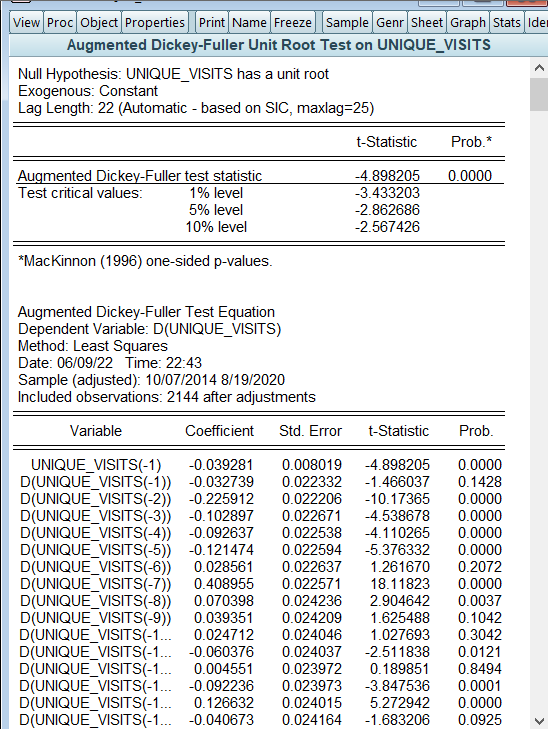 View Proc Object Properties Print Name Freeze Sample Genr Sheet Graph Stats
Augmented Dickey-Fuller Unit Root Test on UNIQUE_VISITS
Null Hypothesis: UNIQUE_VISITS has a unit root
Exogenous: Constant
Lag Length: 22 (Automatic - based on SIC, maxlag=25)
t-Statistic Prob.*
Augmented Dickey-Fuller test statistic -4.898205 0.0000
Test critical values: 1% level -3.433203
5% level -2.862686
10% level -2.567426
*MacKinnon (1996) one-sided p-values.
Augmented Dickey-Fuller Test Equation
Dependent Variable: D(UNIQUE_VISITS)
Method: Least Squares
Date: 06/09/22 Time: 22:43
Sample (adjusted): 10/07/2014 8/19/2020
Included observations: 2144 after adjustments
Variable Coefficient Std. Error t-Statistic Prob.
UNIQUE_VISITS(-1) -0.039281 0.008019 -4.898205 0.0000
D(UNIQUE_VISITS(-1)) -0.032739 0.022332 -1.466037 0.1428
D(UNIQUE_VISITS(-2)) -0.225912 0.022206 -10.17365 0.0000
D(UNIQUE_VISITS(-3)) -0.102897 0.022671 -4.538678 0.0000
D(UNIQUE_VISITS(-4)) -0.092637 0.022538 -4.110265 0.0000
D(UNIQUE_VISITS(-5)) -0.121474 0.022594 -5.376332 0.0000
D(UNIQUE_VISITS(-6)) 0.028561 0.022637 1.261670 0.2072
D(UNIQUE_VISITS(-7)) 0.408955 0.022571 18.11823 0.0000
D(UNIQUE_VISITS(-8)) 0.070398 0.024236 2.904642 0.0037
D(UNIQUE_VISITS(-9)) 0.039351 0.024209 1.625488 0.1042
D(UNIQUE_VISITS(-1... 0.024712 0.024046 1.027693 0.3042
D(UNIQUE_VISITS(-1... -0.060376 0.024037 -2.511838 0.0121
D(UNIQUE_VISITS(-1... 0.004551 0.023972 0.189851 0.8494
D(UNIQUE_VISITS(-1... -0.092236 0.023973 -3.847536 0.0001
D(UNIQUE_VISITS(-1... 0.126632 0.024015 5.272942 0.0000
D(UNIQUE_VISITS(-1... -0.040673 0.024164 -1.683206 0.0925